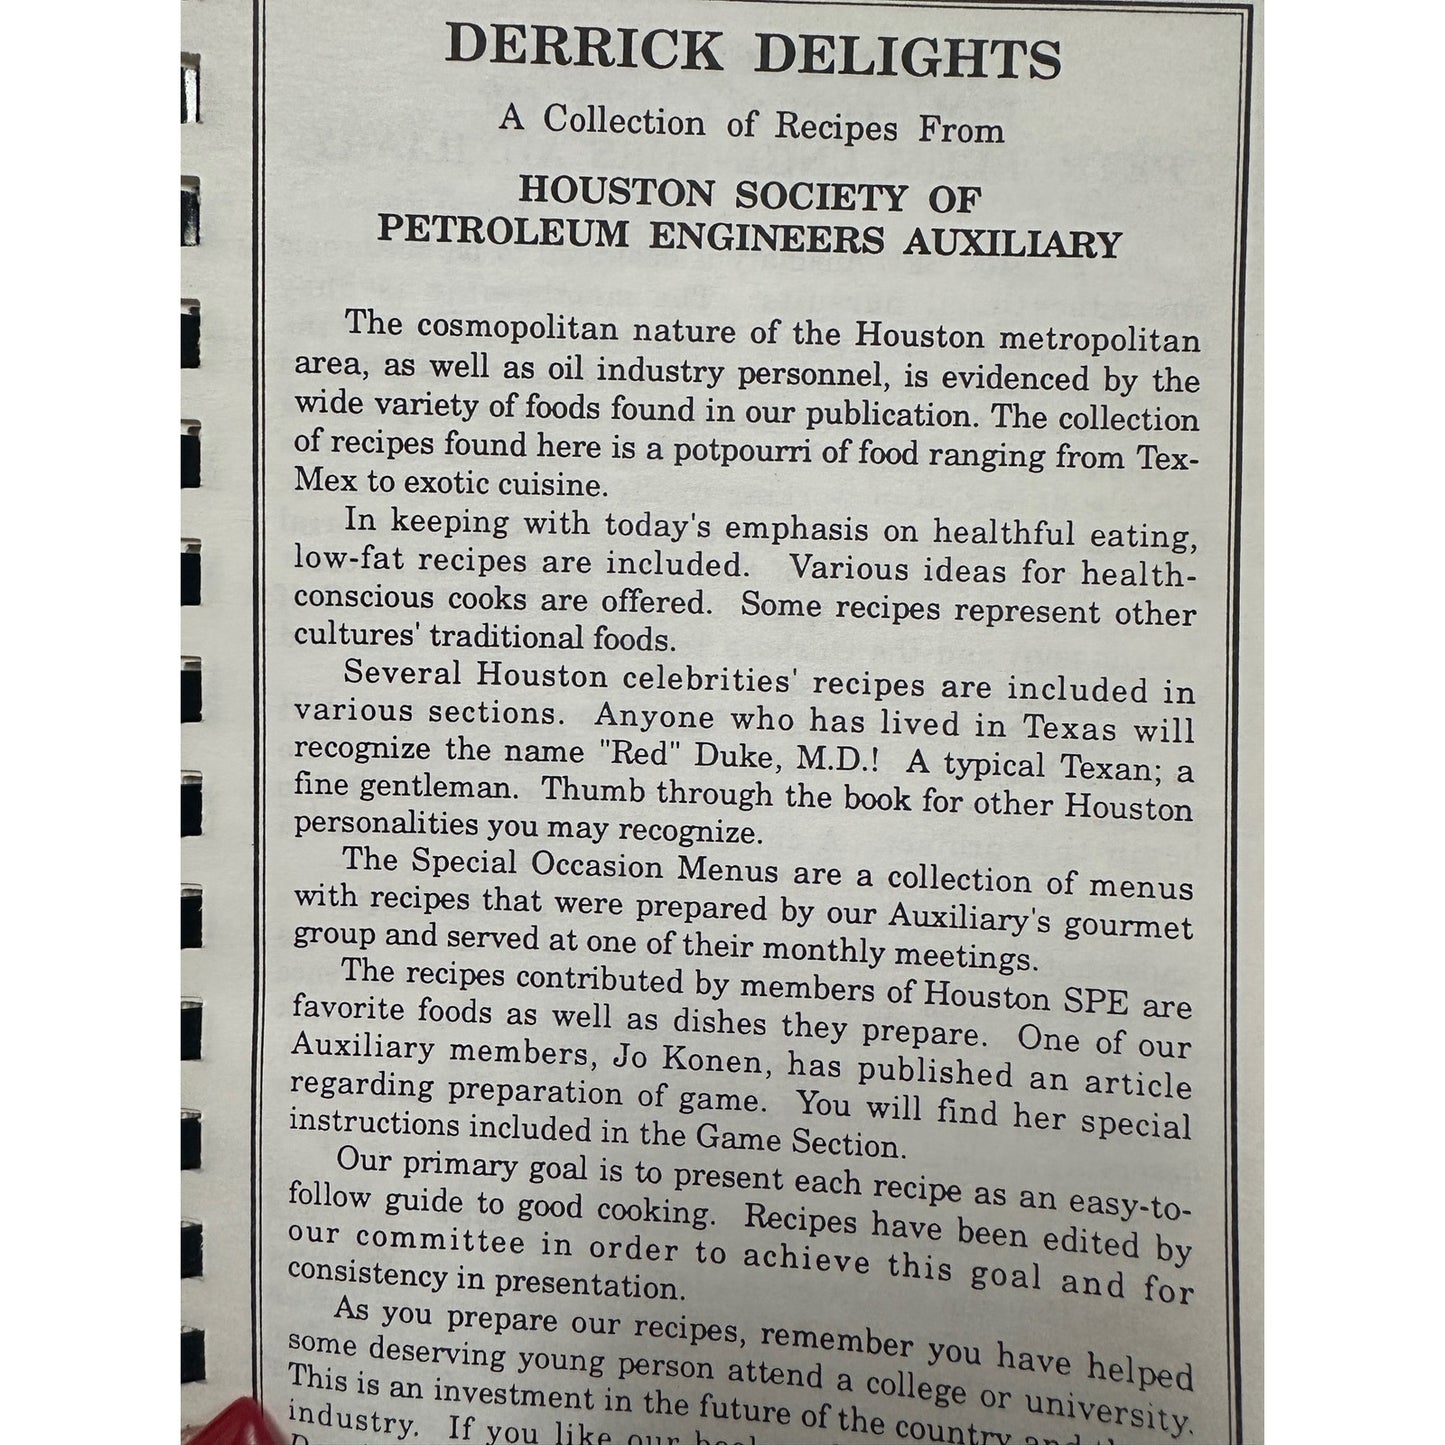 DERRICK DELIGHTS
A Collection of Recipes From
HOUSTON SOCIETY OF
PETROLEUM ENGINEERS AUXILIARY
The cosmopolitan nature of the Houston metropolitan
area, as well as oil industry personnel, is evidenced by the
wide variety of foods found in our publication. The collection
of recipes found here is a potpourri of food ranging from Tex-
Mex to exotic cuisine.
In keeping with today's emphasis on healthful eating,
low-fat recipes are included. Various ideas for health-
conscious cooks are offered. Some recipes represent other
cultures' traditional foods.
Several Houston celebrities' recipes are included in
various sections. Anyone who has lived in Texas will
recognize the name "Red" Duke, M.D.! A typical Texan; a
fine gentleman. Thumb through the book for other Houston
personalities you may recognize.
The Special Occasion Menus are a collection of menus
with recipes that were prepared by our Auxiliary's gourmet
group and served at one of their monthly meetings.
The recipes contributed by members of Houston SPE are
favorite foods as well as dishes they prepare. One of our
Auxiliary members, Jo Konen, has published an article
regarding preparation of game. You will find her special
instructions included in the Game Section.
Our primary goal is to present each recipe as an easy-to-
follow guide to good cooking. Recipes have been edited by
our committee in order to achieve this goal and for
consistency in presentation.
As you prepare our recipes, remember you have helped
some deserving young person attend a college or university.
This is an investment in the future of the country and
industry. If you like our